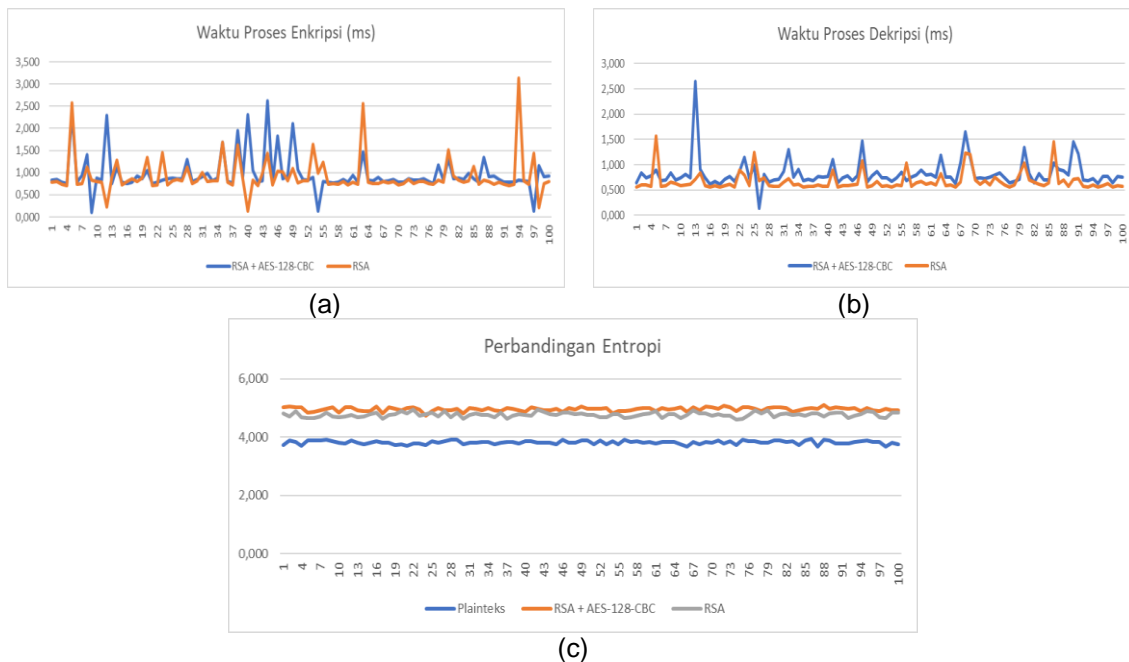 Waktu Proses Enkripsi (ms)
3,500
3,000
2,500
2,000
1,500
1,000
0,500
0,000
1 4 7 10 13 16 19 22 25 28 31 34 37 40 43 46 49 52 55 58 61 64 67 70 73 76 79 82 85 88 91 94 97 100
RSA + AES-128-CBC RSA
(a)
Waktu Proses Dekripsi (ms)
3,000
2,500
2,000
1,500
1,000
0,500
0,000
1 4 7 10 13 16 19 22 25 28 31 34 37 40 43 46 49 52 55 58 61 64 67 70 73 76 79 82 85 88 91 94 97 100
RSA + AES-128-CBC RSA
(b)
Perbandingan Entropi
6,000
4,000
2,000
0,000
1 4 7 10 13 16 19 22 25 28 31 34 37 40 43 46 49 52 55 58 61 64 67 70 73 76 79 82 85 88 91 94 97 100
Plainteks RSA + AES-128-CBC RSA
(c)